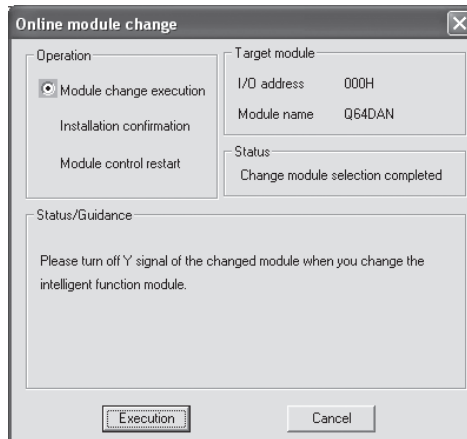 Online module change
Operation
Module change execution
Installation confirmation
Module control restart
Target module
I/O address 000H
Module name Q64DAN
Status
Change module selection completed
Status/Guidance
Please turn off Y signal of the changed module when you change the
intelligent function module.
Execution
Cancel